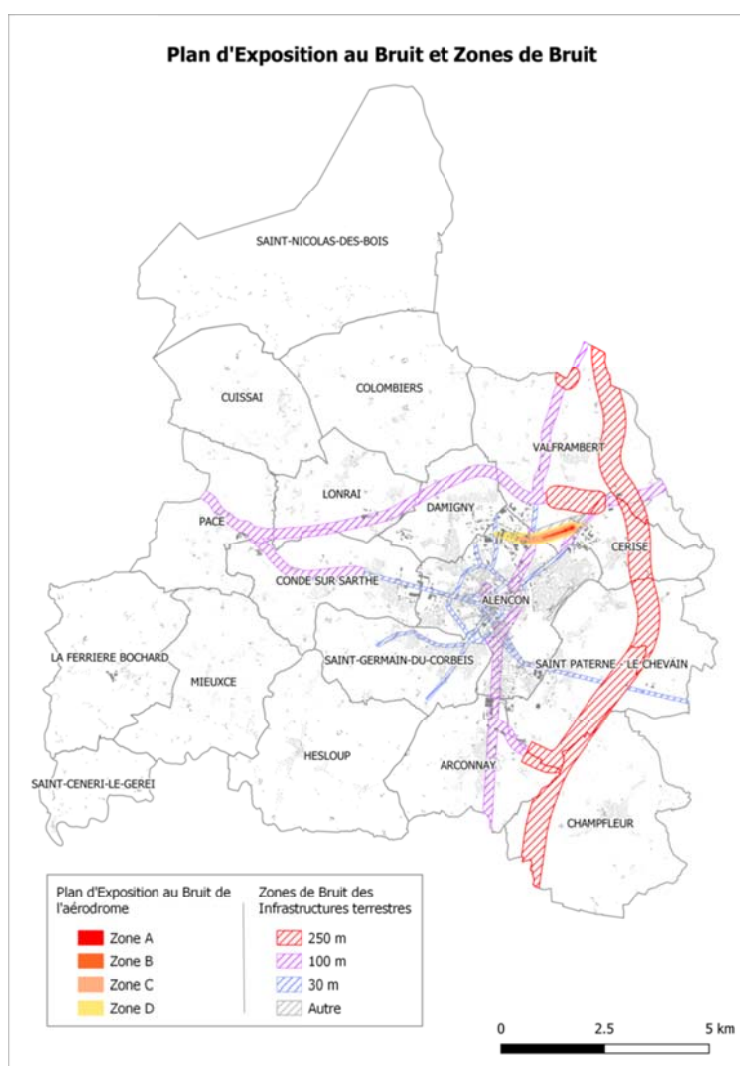 Plan d'Exposition au Bruit et Zones de Bruit
SAINT-NICOLAS-DES-BOIS
COLOMBIERS
CUISSAI
VALFRAMBERT
LONRAI
DAMIGNY
PACE
CERISE
CONDE SUR SARTHE
ALENCON
LA FERRIERE BOCHARD
SAINT-GERMAIN-DU-CORBEIS
SAINT PATERNE - LE CHEVAIN
MIEUXCE
HESLOUP
ARCONNAY
SAINT-CENERI-LE-GEREI
CHAMPFLEUR
Plan d'Exposition au Bruit de
l'aérodrome
Zone A
Zone B
Zone C
Zone D
Zones de Bruit des
Infrastructures terrestres
250 m
100 m
30 m
Autre
0 2.5 5 km